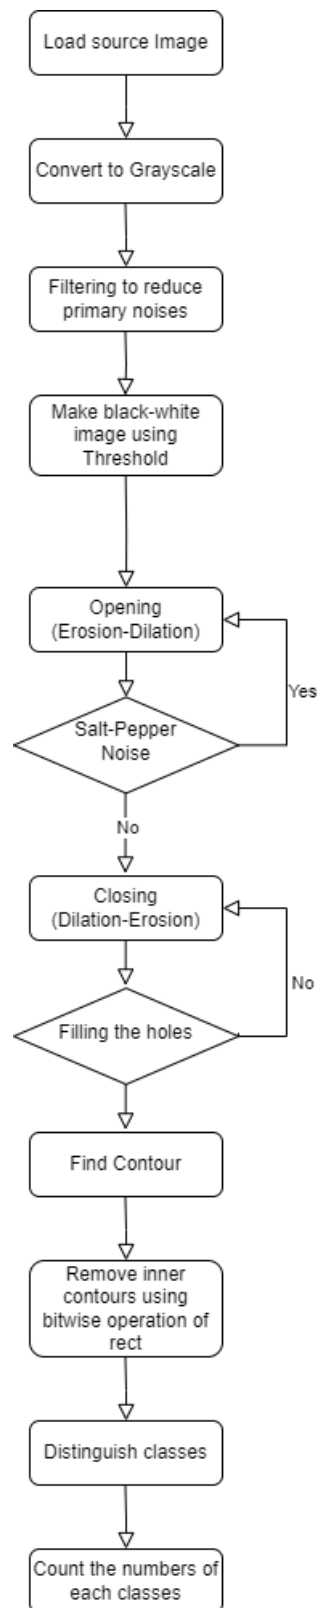 Load source Image
Convert to Grayscale
Filtering to reduce
primary noises
Make black-white
image using
Threshold
Opening
(Erosion-Dilation)
Yes
Salt-Pepper
Noise
No
Closing
(Dilation-Erosion)
No
Filling the holes
Find Contour
Remove inner
contours using
bitwise operation of
rect
Distinguish classes
Count the numbers of
each classes